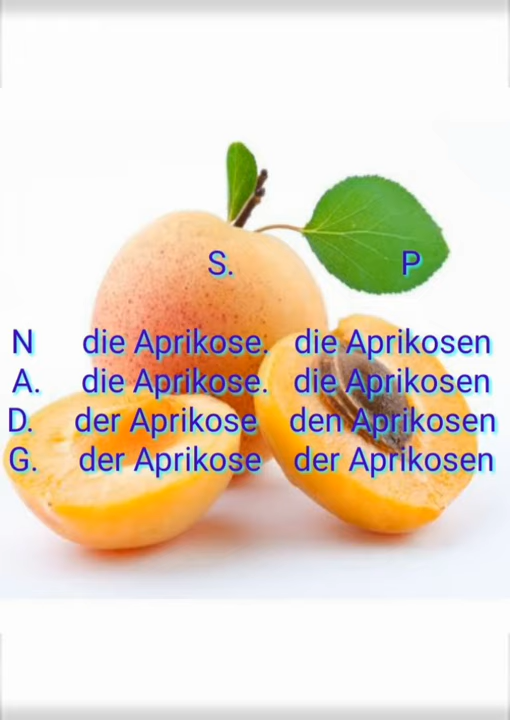 S. P
N die Aprikose. die Aprikosen
A. die Aprikose. die Aprikosen
D. der Aprikose den Aprikosen
G. der Aprikose der Aprikosen